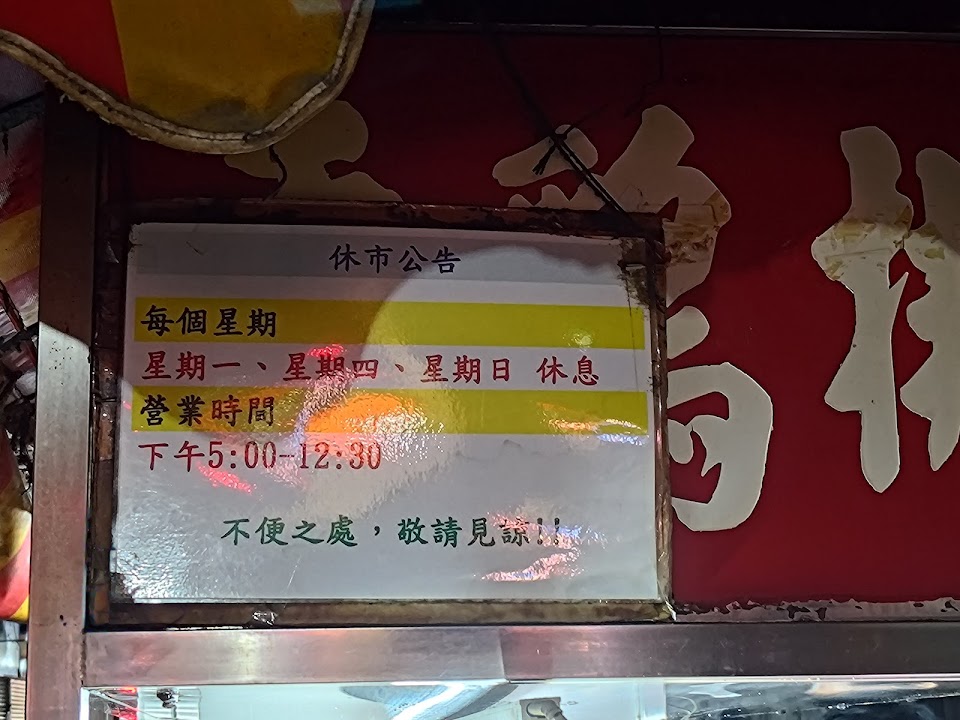 休市公告
每個星期
星期一、星期四、星期日 休息
營業時間
下午5:00-12:30
不便之處，敬請見諒!!